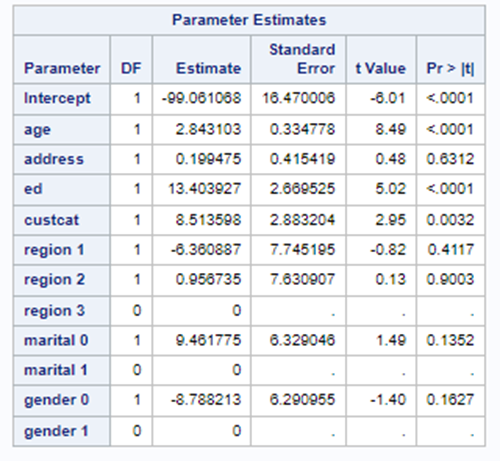 Parameter Estimates
Parameter DF Estimate Standard Error t Value Pr > |t|
Intercept 1 -99.061068 16.470006 -6.01 <.0001
age 1 2.843103 0.334778 8.49 <.0001
address 1 0.199475 0.415419 0.48 0.6312
ed 1 13.403927 2.669525 5.02 <.0001
custcat 1 8.513598 2.883204 2.95 0.0032
region 1 1 -6.360887 7.745195 -0.82 0.4117
region 2 1 0.956735 7.630907 0.13 0.9003
region 3 0 0 . . .
marital 0 1 9.461775 6.329046 1.49 0.1352
marital 1 0 0 . . .
gender 0 1 -8.788213 6.290955 -1.40 0.1627
gender 1 0 0 . . .